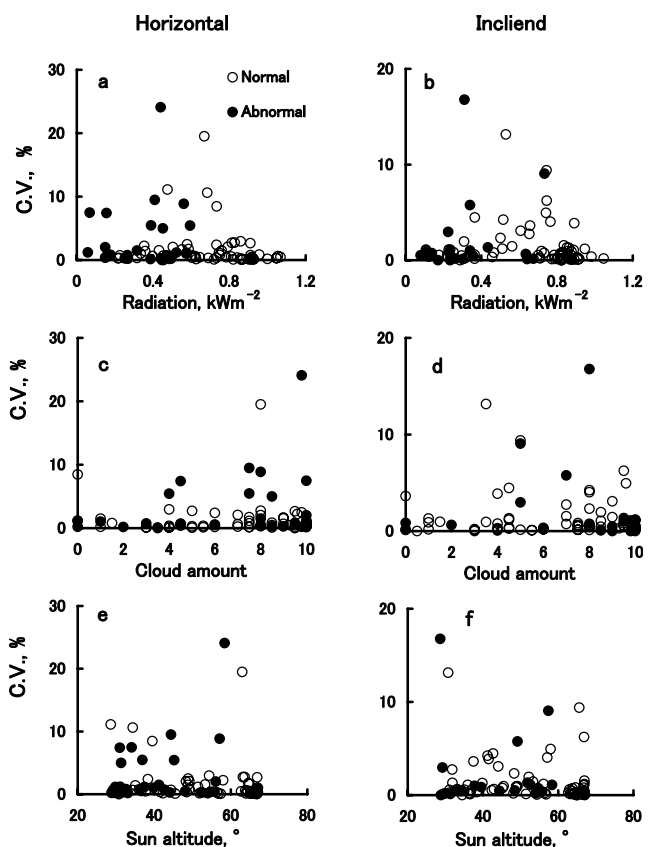 Horizontal
Incliend
30
20
10
0
C.V., %
a
Normal
Abnormal
0
0.4
0.8
1.2
Radiation, kWm⁻²
20
10
0
b
0
0.4
0.8
1.2
Radiation, kWm⁻²
30
20
10
0
C.V., %
c
0 2 4 6 8 10
Cloud amount
20
10
0
d
0 2 4 6 8 10
Cloud amount
30
20
10
0
C.V., %
e
20 40 60 80
Sun altitude, °
20
10
0
f
20 40 60 80
Sun altitude, °